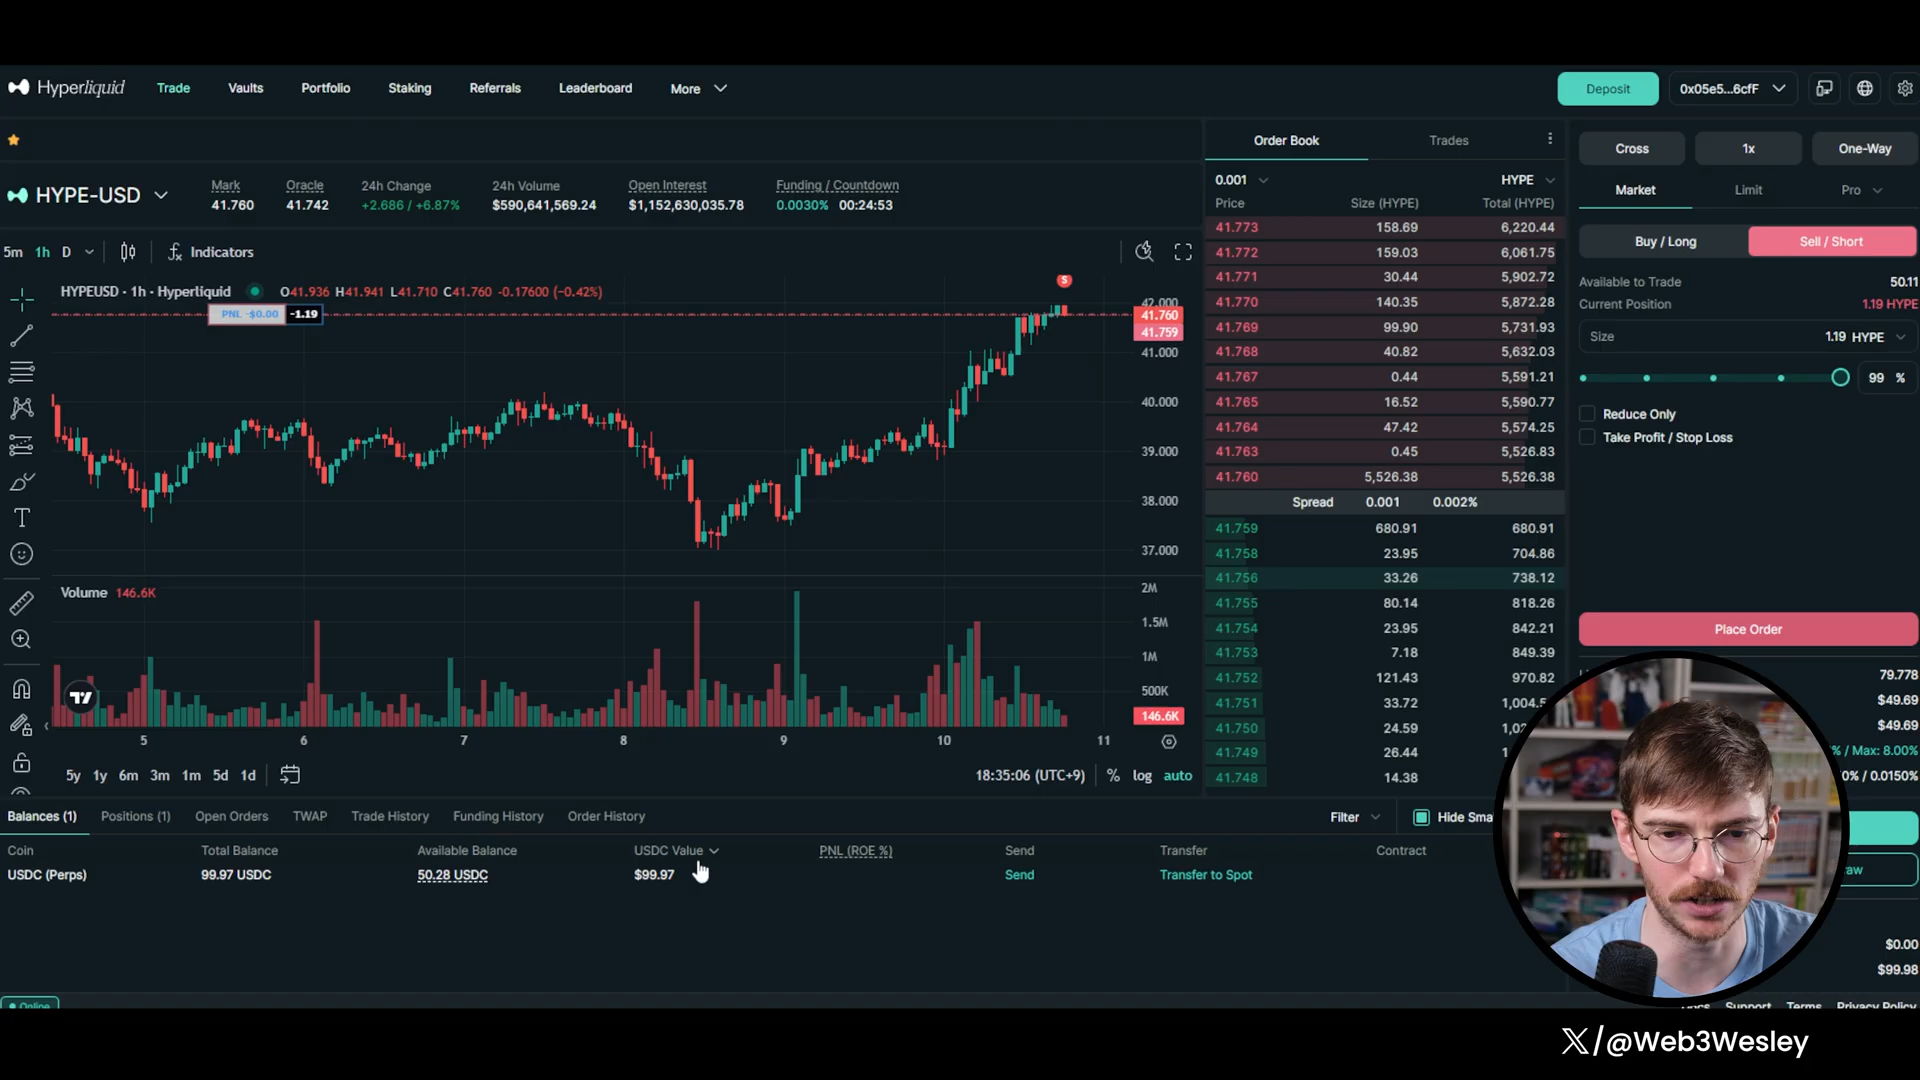 Hyperliquid Trade Vaults Portfolio Staking Referrals Leaderboard More Deposit 0x05e5...6cfF
HYPE-USD
Mark Oracle 24h Change 24h Volume Open Interest Funding / Countdown
41.760 41.742 +2.686 / +6.87% $590,641,569.24 $1,152,630,035.78 0.0030% 00:24:53
5m 1h D Indicators
HYPEUSD · 1h · Hyperliquid O41.936 H41.941 L41.710 C41.760 -0.17600 (-0.42%)
S
PNL -$0.00 -1.19
42.000
41.760
41.759
41.000
40.000
39.000
38.000
37.000
Volume 146.6K
2M
1.5M
1M
500K
146.6K
5 6 7 8 9 10 11
5y 1y 6m 3m 1m 5d 1d 18:35:06 (UTC+9) % log auto
Order Book Trades
0.001 HYPE
Price Size (HYPE) Total (HYPE)
41.773 158.69 6,220.44
41.772 159.03 6,061.75
41.771 30.44 5,902.72
41.770 140.35 5,872.28
41.769 99.90 5,731.93
41.768 40.82 5,632.03
41.767 0.44 5,591.21
41.765 16.52 5,590.77
41.764 47.42 5,574.25
41.763 0.45 5,526.83
41.760 5,526.38 5,526.38
Spread 0.001 0.002%
41.759 680.91 680.91
41.758 23.95 704.86
41.756 33.26 738.12
41.755 80.14 818.26
41.754 23.95 842.21
41.753 7.18 849.39
41.752 121.43 970.82
41.751 33.72 1,004.5
41.750 24.59
41.749 26.44
41.748 14.38
Cross 1x One-Way
Market Limit Pro
Buy / Long Sell / Short
Available to Trade 50.11
Current Position 1.19 HYPE
Size 1.19 HYPE
99 %
Reduce Only
Take Profit / Stop Loss
Place Order
79.778
$49.69
$49.69
% / Max: 8.00%
0% / 0.0150%
aw
$0.00
$99.98
Balances (1) Positions (1) Open Orders TWAP Trade History Funding History Order History Filter Hide Sma
Coin Total Balance Available Balance USDC Value PNL (ROE %) Send Transfer Contract
USDC (Perps) 99.97 USDC 50.28 USDC $99.97 Send Transfer to Spot
Online Docs Support Terms Privacy Policy
X/@Web3Wesley